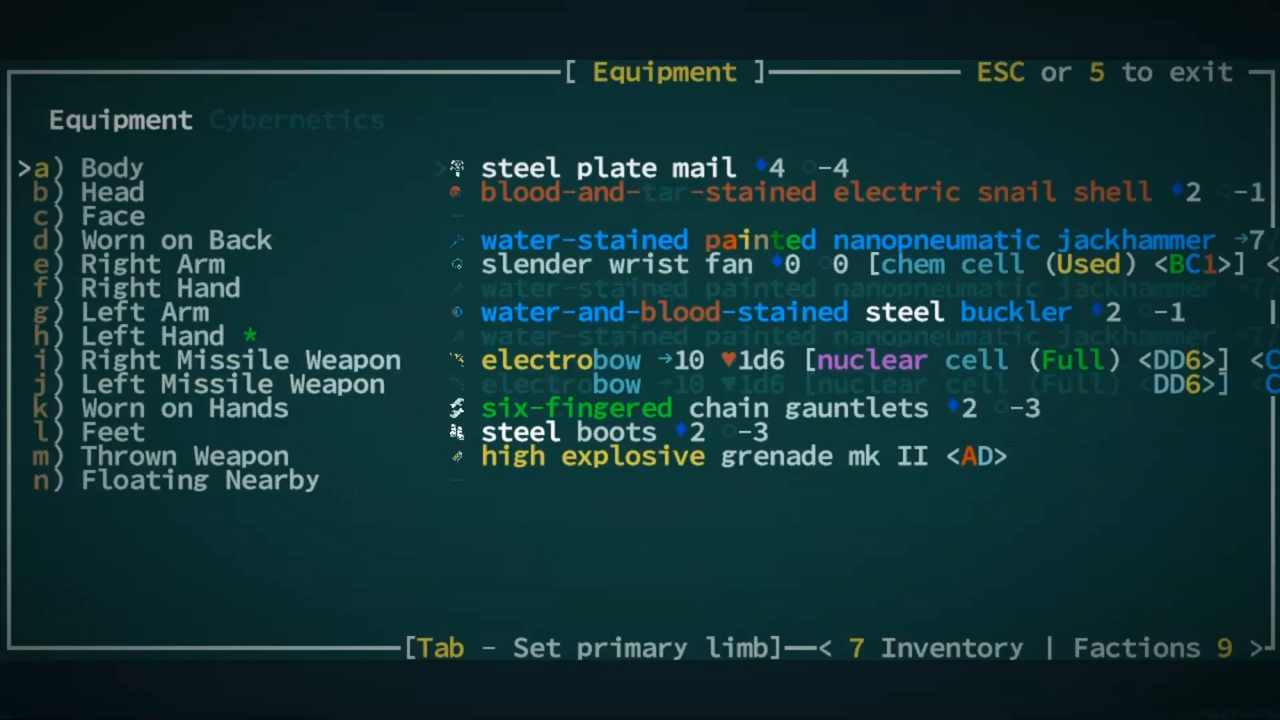 [ Equipment ] ESC or 5 to exit
Equipment Cybernetics
>a) Body steel plate mail ♦4 ○-4
b) Head blood-and-tar-stained electric snail shell ♦2 ○-1
c) Face
d) Worn on Back water-stained painted nanopneumatic jackhammer →7
e) Right Arm slender wrist fan ♦0 ○0 [chem cell (Used) <BC1>] <
f) Right Hand water-stained painted nanopneumatic jackhammer →7
g) Left Arm water-and-blood-stained steel buckler ♦2 ○-1
h) Left Hand * water-stained painted nanopneumatic jackhammer →7
i) Right Missile Weapon electrobow →10 ♥1d6 [nuclear cell (Full) <DD6>] <C
j) Left Missile Weapon electrobow →10 ♥1d6 [nuclear cell (Full) <DD6>] <C
k) Worn on Hands six-fingered chain gauntlets ♦2 ○-3
l) Feet steel boots ♦2 ○-3
m) Thrown Weapon high explosive grenade mk II <AD>
n) Floating Nearby
[Tab - Set primary limb] < 7 Inventory | Factions 9 >